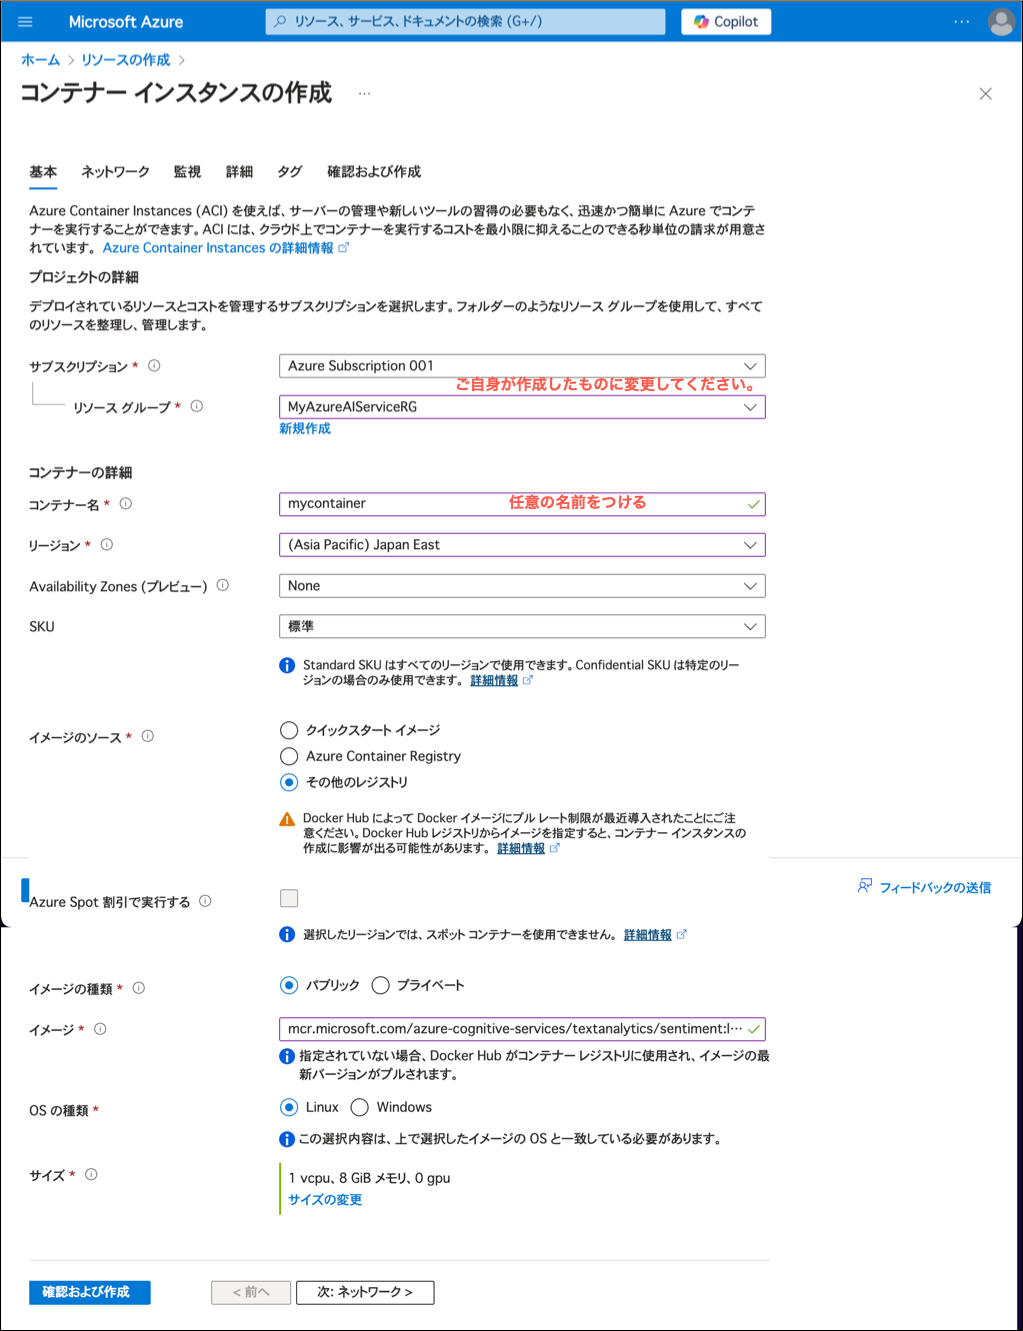 Microsoft Azure
リソース、サービス、ドキュメントの検索 (G+/)
Copilot
ホーム > リソースの作成 >
コンテナー インスタンスの作成 …
基本 ネットワーク 監視 詳細 タグ 確認および作成
Azure Container Instances (ACI) を使えば、サーバーの管理や新しいツールの習得の必要もなく、迅速かつ簡単に Azure でコンテ
ナーを実行することができます。ACI には、クラウド上でコンテナーを実行するコストを最小限に抑えることのできる秒単位の請求が用意さ
れています。 Azure Container Instances の詳細情報
プロジェクトの詳細
デプロイされているリソースとコストを管理するサブスクリプションを選択します。フォルダーのようなリソース グループを使用して、すべて
のリソースを整理し、管理します。
サブスクリプション *
Azure Subscription 001
ご自身が作成したものに変更してください。
リソース グループ *
MyAzureAIServiceRG
新規作成
コンテナーの詳細
コンテナー名 *
mycontainer
任意の名前をつける
リージョン *
(Asia Pacific) Japan East
Availability Zones (プレビュー)
None
SKU
標準
Standard SKU はすべてのリージョンで使用できます。Confidential SKU は特定のリー
ジョンの場合のみ使用できます。 詳細情報
イメージのソース *
クイックスタート イメージ
Azure Container Registry
その他のレジストリ
Docker Hub によって Docker イメージにプル レート制限が最近導入されたことにご注
意ください。Docker Hub レジストリからイメージを指定すると、コンテナー インスタンスの
作成に影響が出る可能性があります。 詳細情報
フィードバックの送信
Azure Spot 割引で実行する
選択したリージョンでは、スポット コンテナーを使用できません。 詳細情報
イメージの種類 *
パブリック プライベート
イメージ *
mcr.microsoft.com/azure-cognitive-services/textanalytics/sentiment:l…
指定されていない場合、Docker Hub がコンテナー レジストリに使用され、イメージの最
新バージョンがプルされます。
OS の種類 *
Linux Windows
この選択内容は、上で選択したイメージの OS と一致している必要があります。
サイズ *
1 vcpu、8 GiB メモリ、0 gpu
サイズの変更
確認および作成
< 前へ
次: ネットワーク >